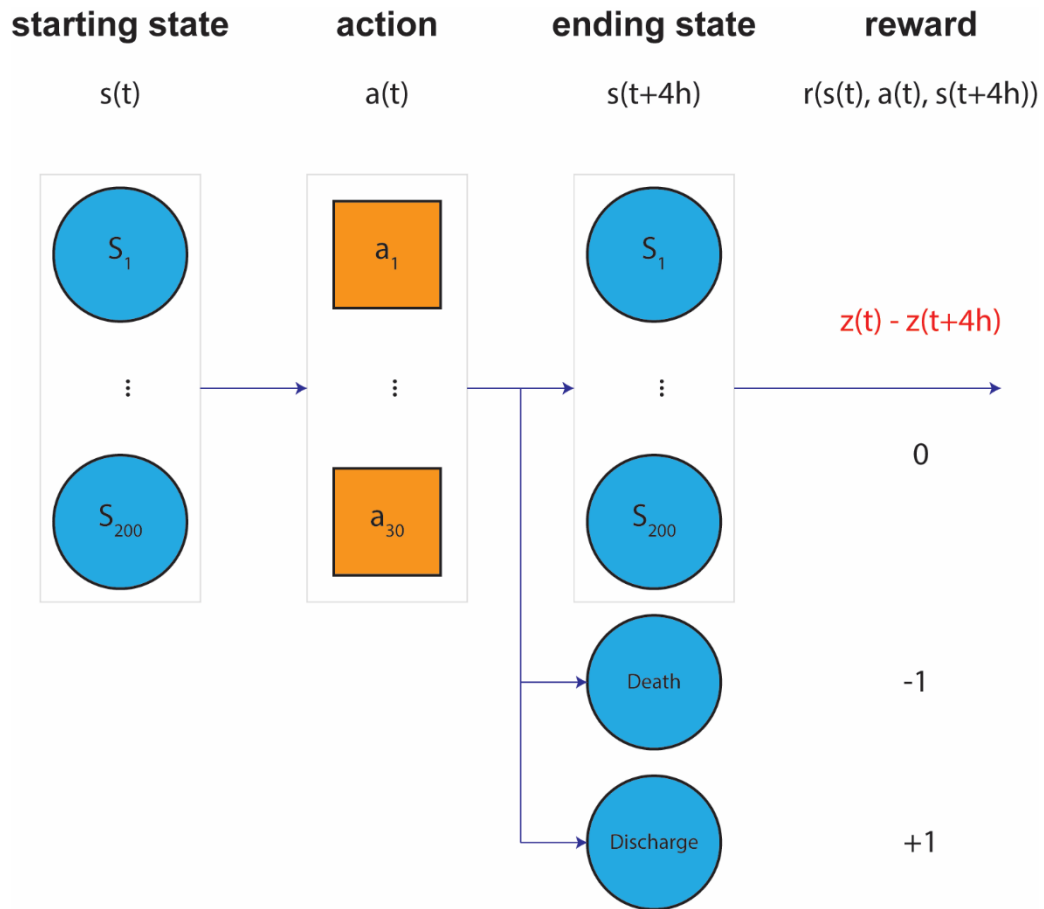 starting state action ending state reward
s(t) a(t) s(t+4h) r(s(t), a(t), s(t+4h))
S1 a1 S1
z(t) - z(t+4h)
... ... ...
0
S200 a30 S200
Death -1
Discharge +1